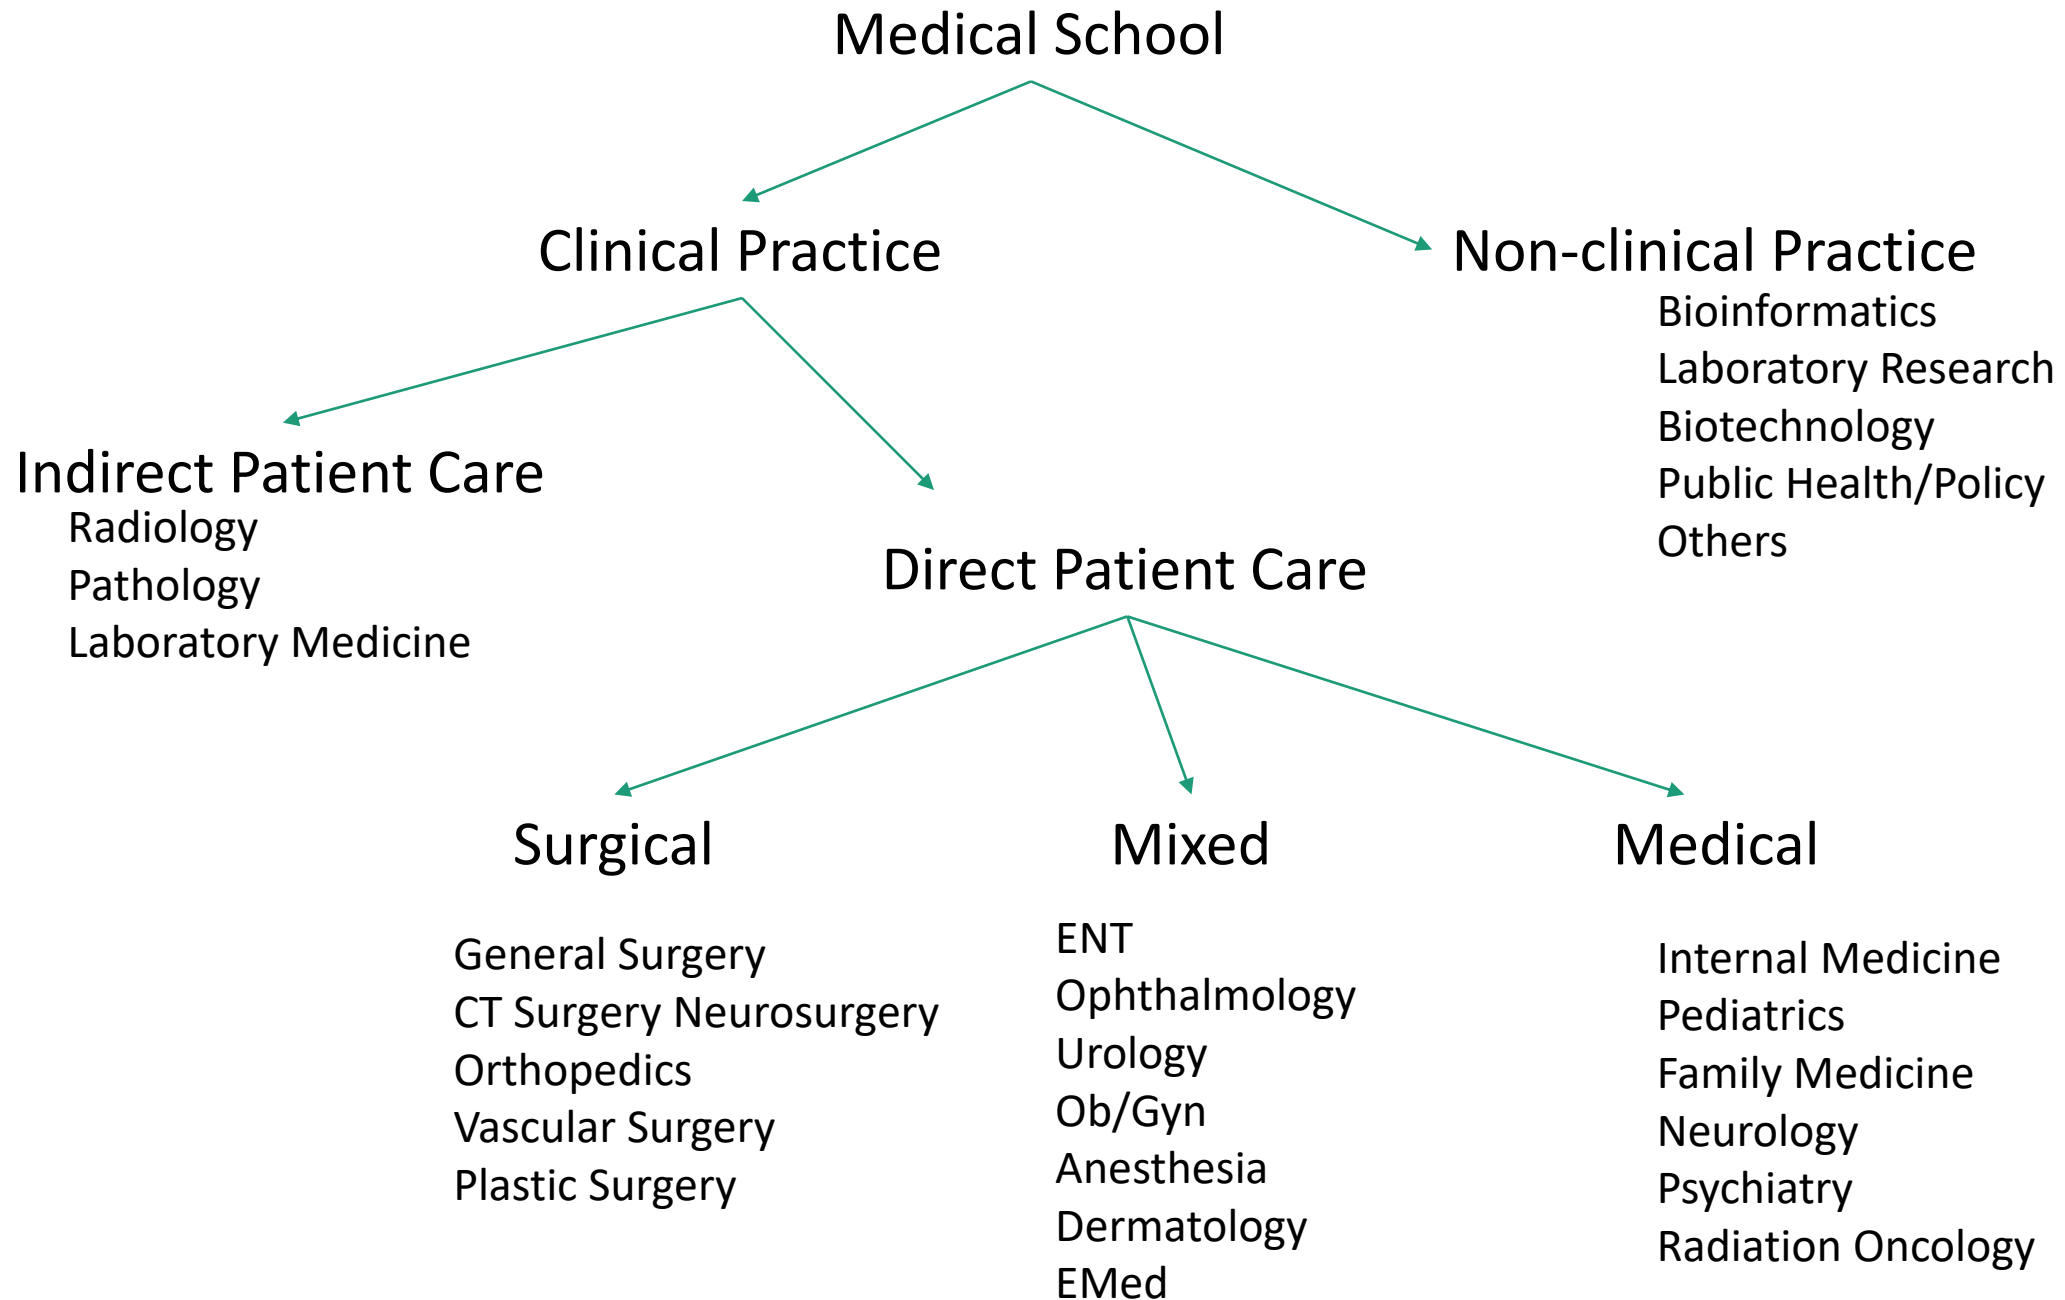 Medical School
Clinical Practice
Non-clinical Practice
Bioinformatics
Laboratory Research
Biotechnology
Public Health/Policy
Others
Indirect Patient Care
Radiology
Pathology
Laboratory Medicine
Direct Patient Care
Surgical
General Surgery
CT Surgery Neurosurgery
Orthopedics
Vascular Surgery
Plastic Surgery
Mixed
ENT
Ophthalmology
Urology
Ob/Gyn
Anesthesia
Dermatology
EMed
Medical
Internal Medicine
Pediatrics
Family Medicine
Neurology
Psychiatry
Radiation Oncology